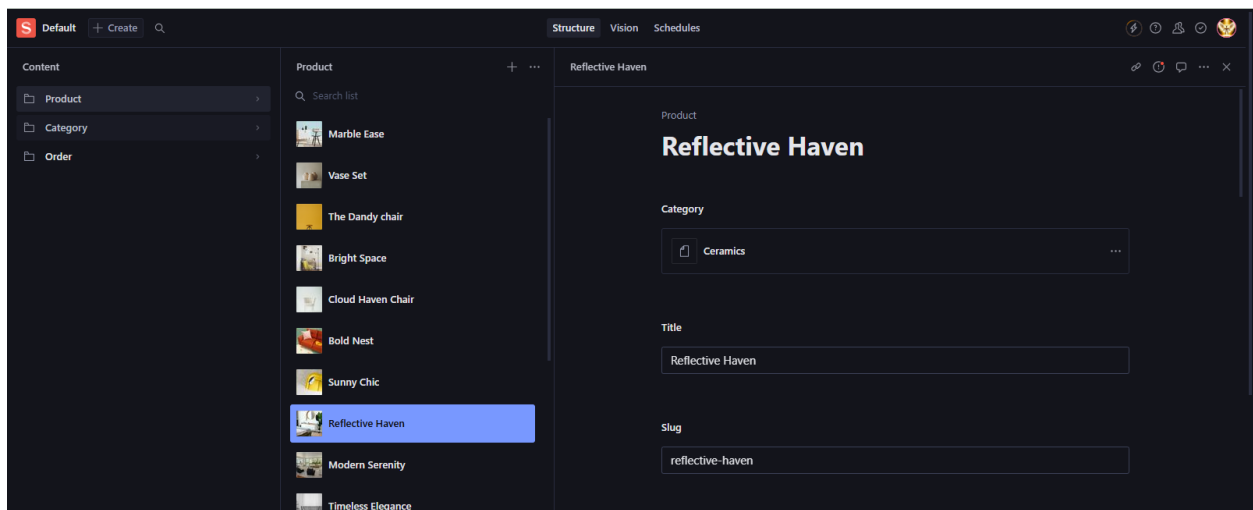 S Default + Create
Structure Vision Schedules
Content
Product
Category
Order
Product
Search list
Marble Ease
Vase Set
The Dandy chair
Bright Space
Cloud Haven Chair
Bold Nest
Sunny Chic
Reflective Haven
Modern Serenity
Timeless Elegance
Reflective Haven
Product
Reflective Haven
Category
Ceramics
Title
Reflective Haven
Slug
reflective-haven